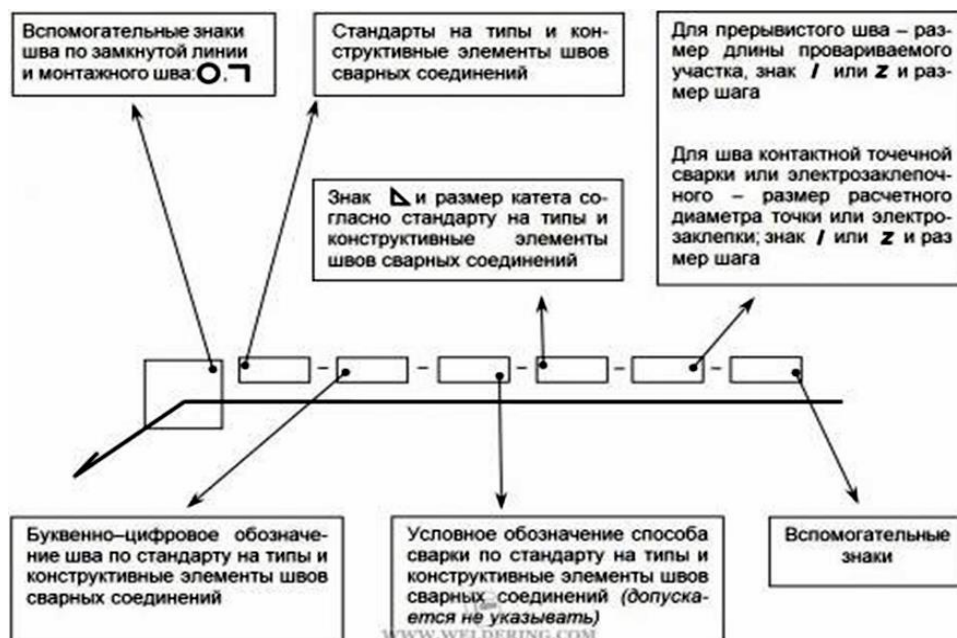 Вспомогательные знаки
шва по замкнутой линии
и монтажного шва:
Стандарты на типы и кон-
структивные элементы швов
сварных соединений
Для прерывистого шва – раз-
мер длины провариваемого
участка, знак / или Z и раз-
мер шага
Для шва контактной точечной
сварки или электрозаклепоч-
ного – размер расчетного
диаметра точки или электро-
заклепки; знак / или Z и раз
мер шага
Знак и размер катета со-
гласно стандарту на типы и
конструктивные элементы
швов сварных соединений
Буквенно–цифровое обозначе-
ние шва по стандарту на типы и
конструктивные элементы швов
сварных соединений
Условное обозначение способа
сварки по стандарту на типы и
конструктивные элементы швов
сварных соединений (допуска-
ется не указывать)
Вспомогательные
знаки
WWW.WELDERING.COM